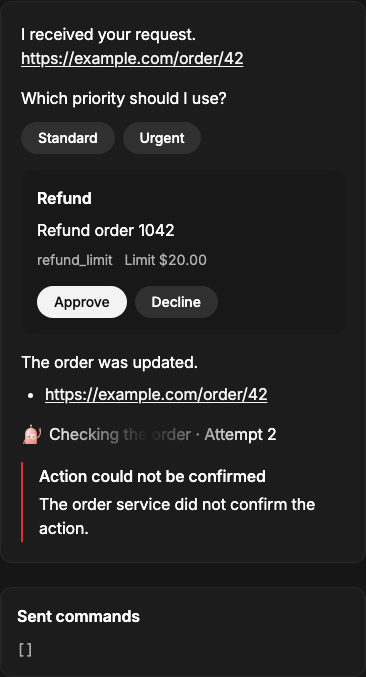 I received your request.
https://example.com/order/42
Which priority should I use?
Standard Urgent
Refund
Refund order 1042
refund_limit Limit $20.00
Approve Decline
The order was updated.
• https://example.com/order/42
Checking the order · Attempt 2
Action could not be confirmed
The order service did not confirm the
action.
Sent commands
[]